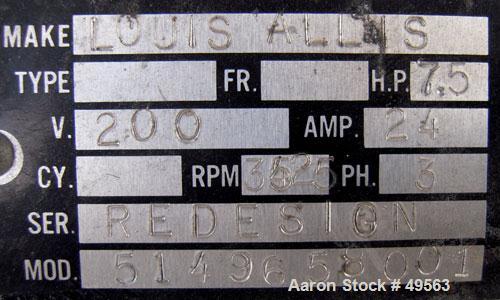 MAKE LOUIS ALLIS
TYPE FR. H.P. 7.5
V. 200 AMP. 24
CY. - RPM 3525 PH. 3
SER. REDESIGN
MOD. 5149658001
Aaron Stock # 49563